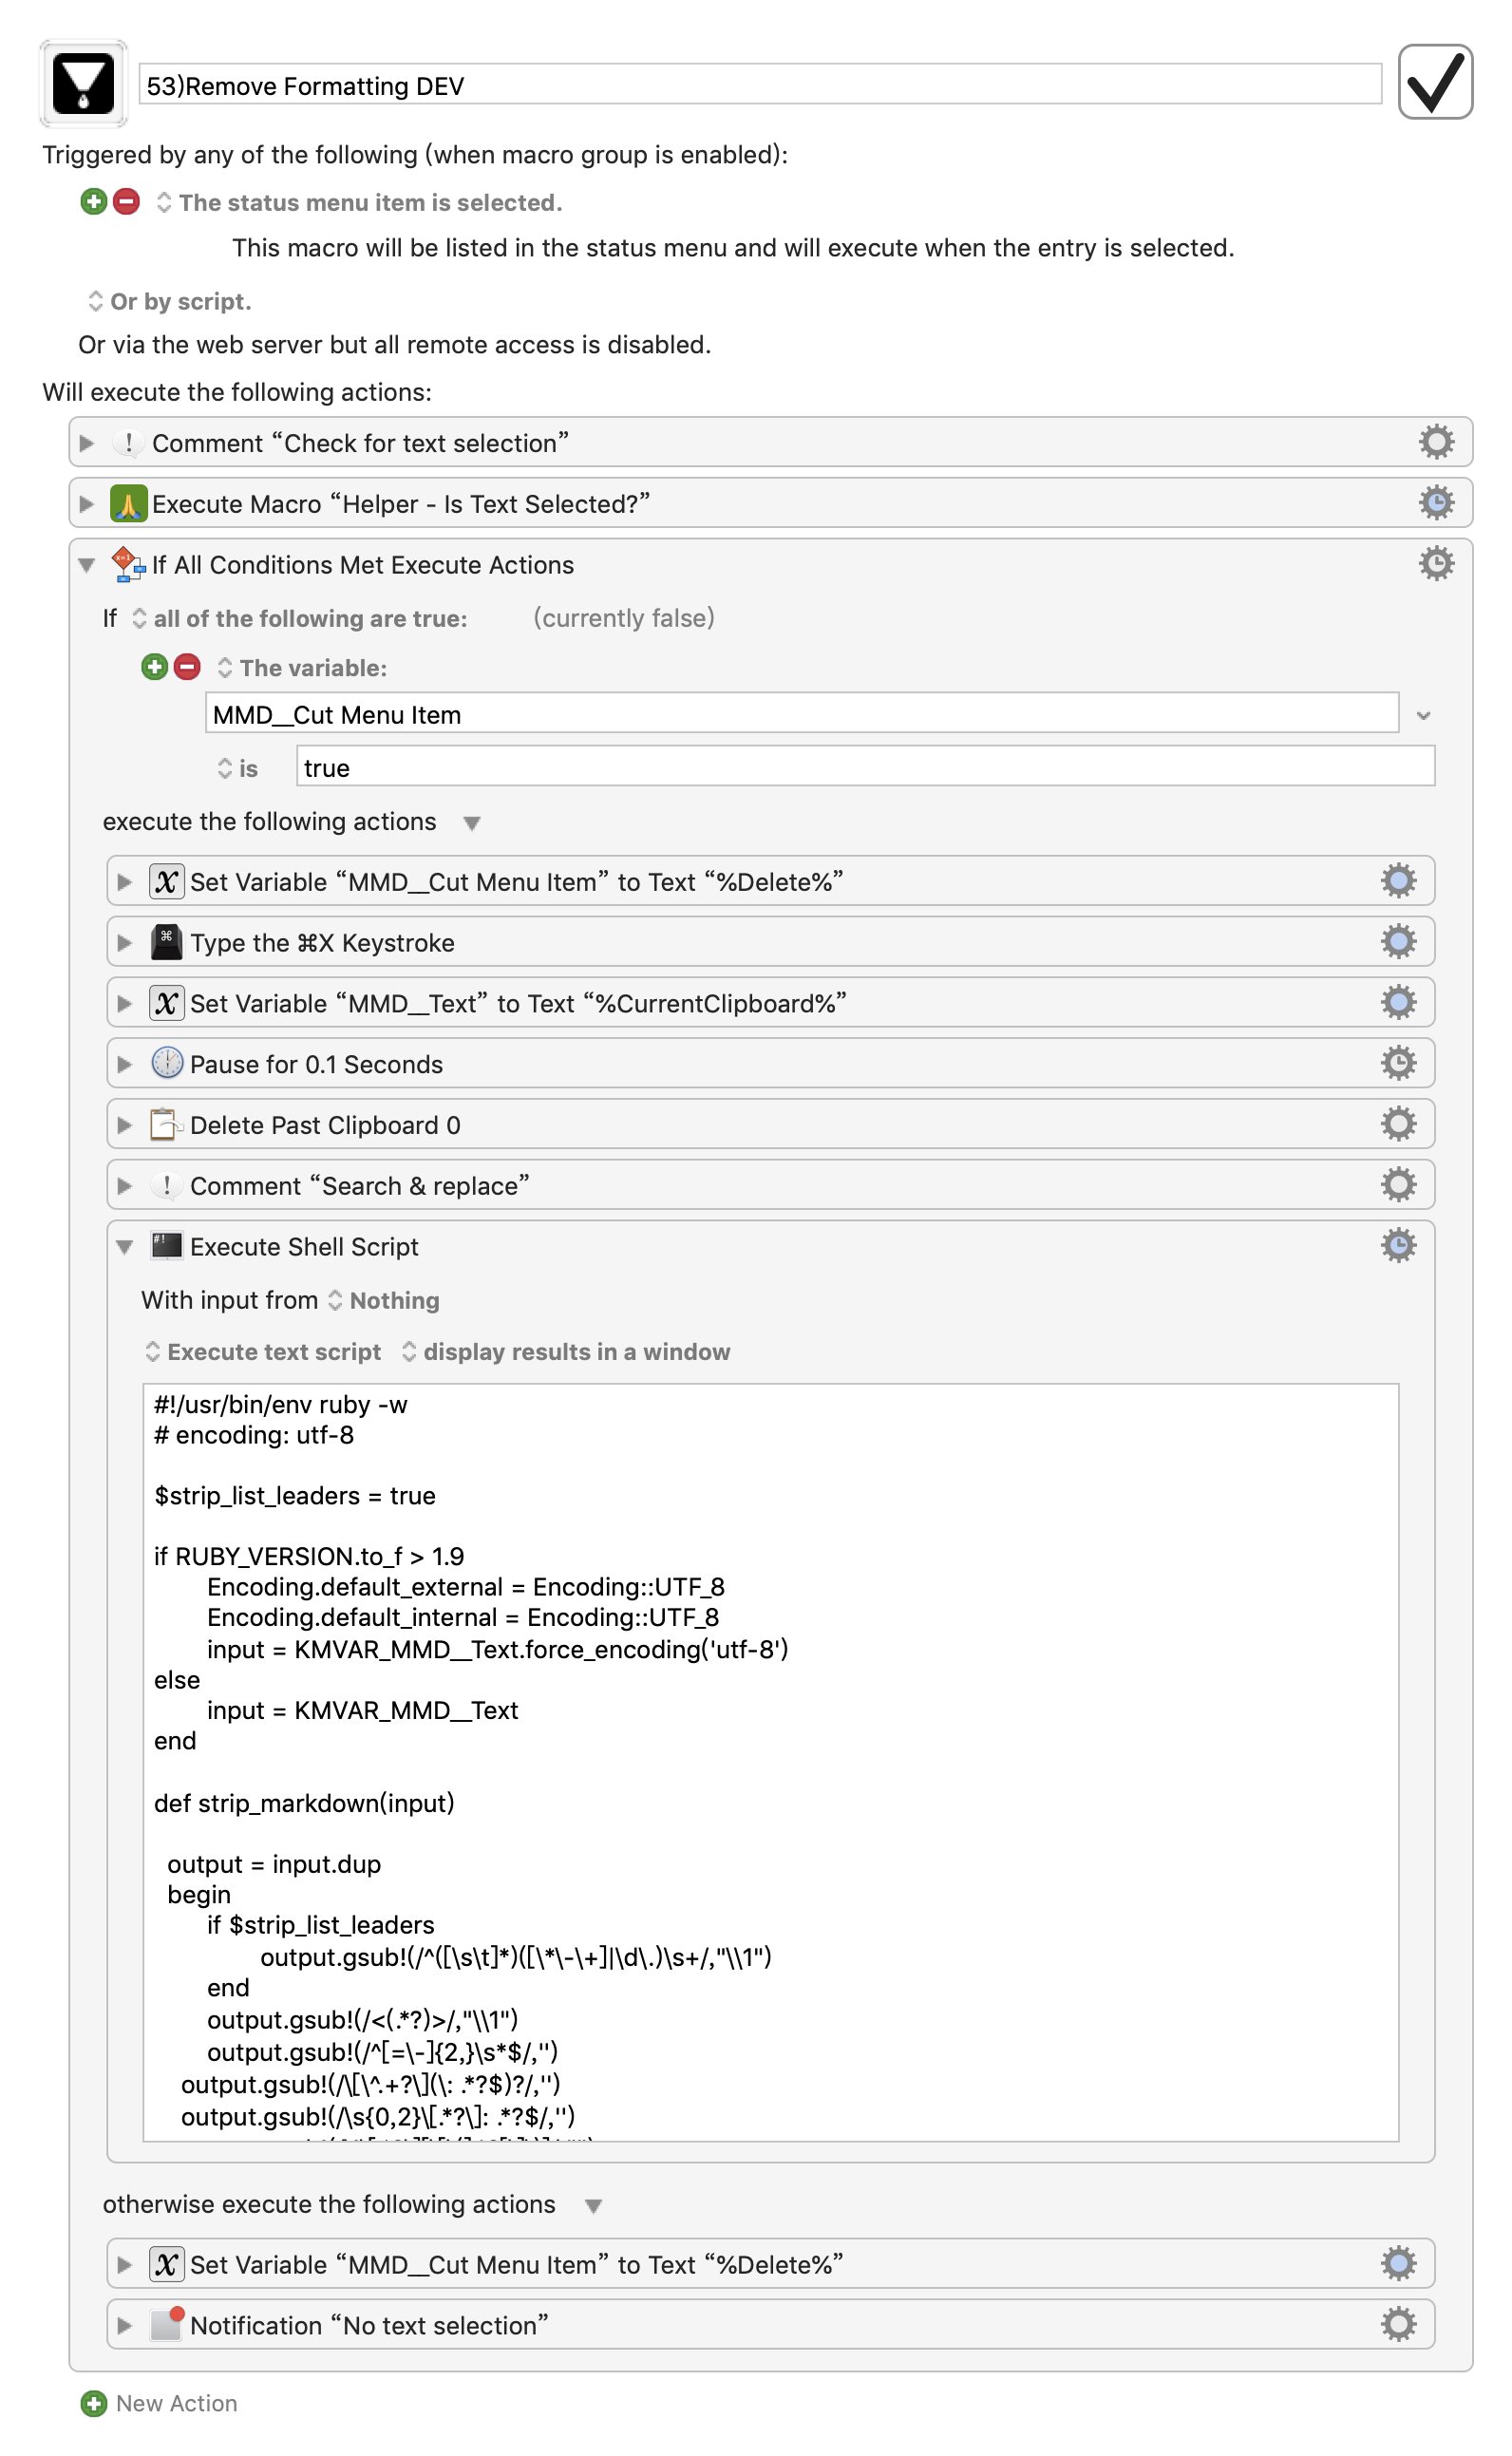 53)Remove Formatting DEV
Triggered by any of the following (when macro group is enabled):
The status menu item is selected.
This macro will be listed in the status menu and will execute when the entry is selected.
Or by script.
Or via the web server but all remote access is disabled.
Will execute the following actions:
Comment “Check for text selection”
Execute Macro “Helper - Is Text Selected?”
If All Conditions Met Execute Actions
If all of the following are true: (currently false)
The variable:
MMD__Cut Menu Item
is true
execute the following actions
Set Variable “MMD__Cut Menu Item” to Text “%Delete%”
Type the ⌘X Keystroke
Set Variable “MMD__Text” to Text “%CurrentClipboard%”
Pause for 0.1 Seconds
Delete Past Clipboard 0
Comment “Search & replace”
Execute Shell Script
With input from Nothing
Execute text script display results in a window
#!/usr/bin/env ruby -w
# encoding: utf-8
$strip_list_leaders = true
if RUBY_VERSION.to_f > 1.9
Encoding.default_external = Encoding::UTF_8
Encoding.default_internal = Encoding::UTF_8
input = KMVAR_MMD__Text.force_encoding('utf-8')
else
input = KMVAR_MMD__Text
end
def strip_markdown(input)
output = input.dup
begin
if $strip_list_leaders
output.gsub!(/^([\s\t]*)([\*\-\+]|\d\.)\s+/,"\\1")
end
output.gsub!(/<(.*?)>/,"\\1")
output.gsub!(/^[=\-]{2,}\s*$/,'')
output.gsub!(/\[\^.+?\](\: .*?$)?/,'')
output.gsub!(/\s{0,2}\[.*?\]: .*?$/,'')
otherwise execute the following actions
Set Variable “MMD__Cut Menu Item” to Text “%Delete%”
Notification “No text selection”
New Action